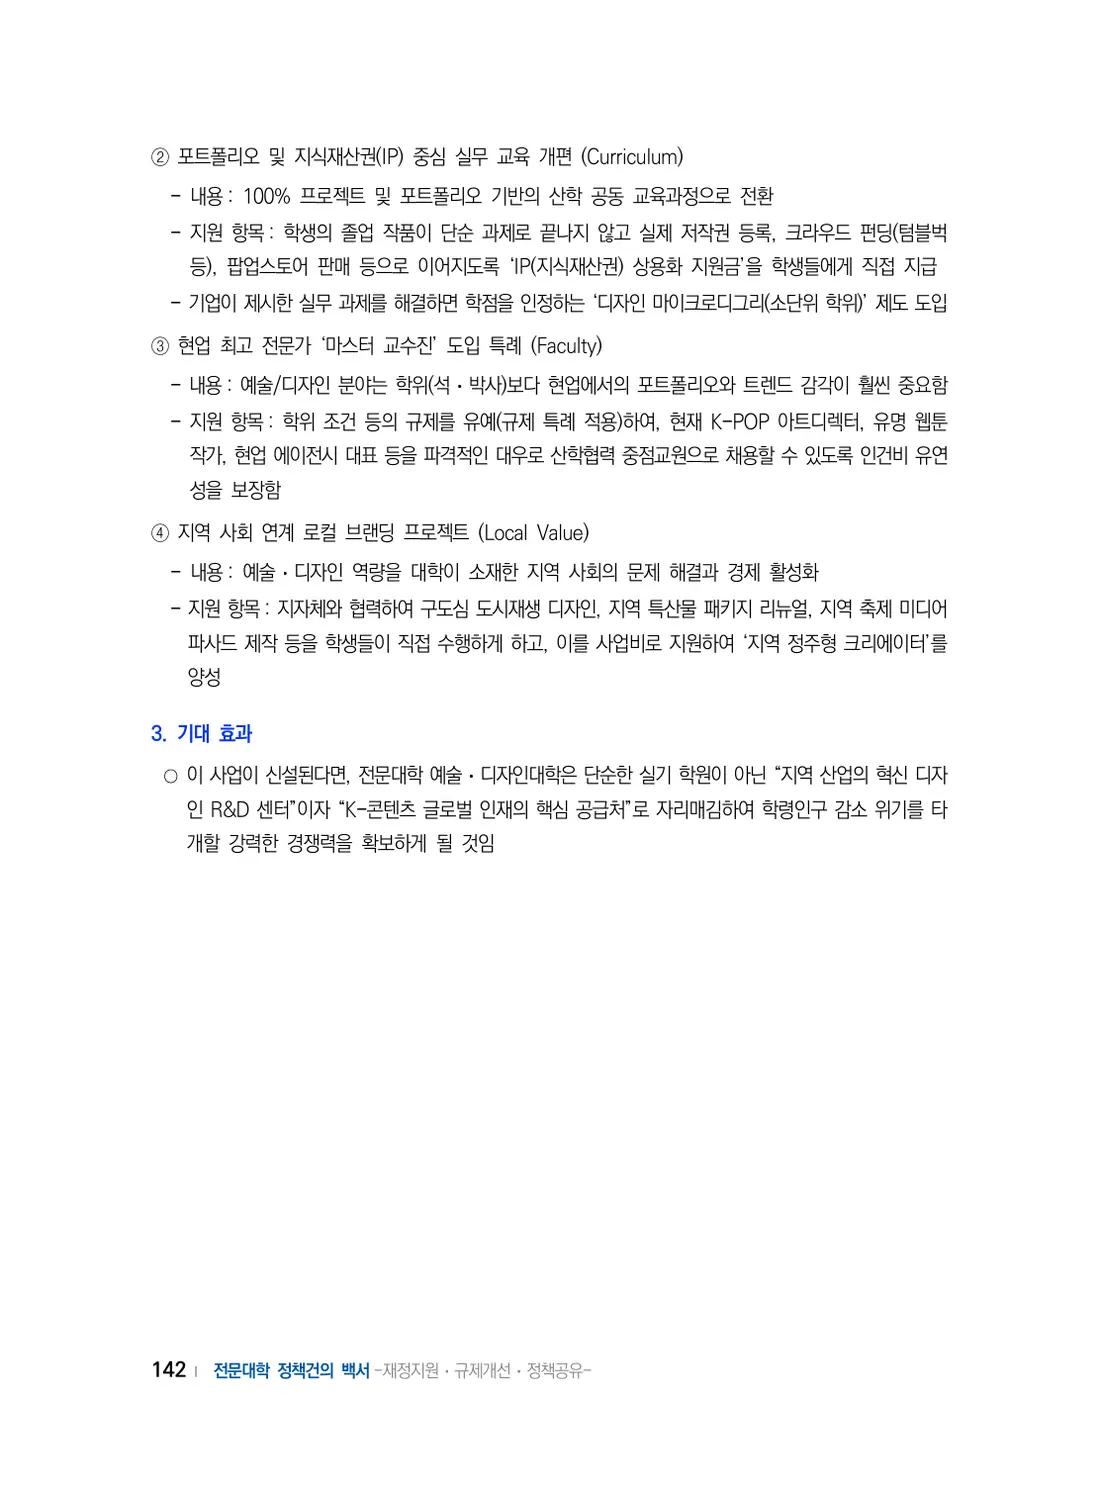 ② 포트폴리오 및 지식재산권(IP) 중심 실무 교육 개편 (Curriculum)
- 내용 : 100% 프로젝트 및 포트폴리오 기반의 산학 공동 교육과정으로 전환
- 지원 항목 : 학생의 졸업 작품이 단순 과제로 끝나지 않고 실제 저작권 등록, 크라우드 펀딩(텀블벅
등), 팝업스토어 판매 등으로 이어지도록 ‘IP(지식재산권) 상용화 지원금’을 학생들에게 직접 지급
- 기업이 제시한 실무 과제를 해결하면 학점을 인정하는 ‘디자인 마이크로디그리(소단위 학위)’ 제도 도입
③ 현업 최고 전문가 ‘마스터 교수진’ 도입 특례 (Faculty)
- 내용 : 예술/디자인 분야는 학위(석·박사)보다 현업에서의 포트폴리오와 트렌드 감각이 훨씬 중요함
- 지원 항목 : 학위 조건 등의 규제를 유예(규제 특례 적용)하여, 현재 K-POP 아트디렉터, 유명 웹툰
작가, 현업 에이전시 대표 등을 파격적인 대우로 산학협력 중점교원으로 채용할 수 있도록 인건비 유연
성을 보장함
④ 지역 사회 연계 로컬 브랜딩 프로젝트 (Local Value)
- 내용 : 예술·디자인 역량을 대학이 소재한 지역 사회의 문제 해결과 경제 활성화
- 지원 항목 : 지자체와 협력하여 구도심 도시재생 디자인, 지역 특산물 패키지 리뉴얼, 지역 축제 미디어
파사드 제작 등을 학생들이 직접 수행하게 하고, 이를 사업비로 지원하여 ‘지역 정주형 크리에이터’를
양성
3. 기대 효과
○ 이 사업이 신설된다면, 전문대학 예술·디자인대학은 단순한 실기 학원이 아닌 “지역 산업의 혁신 디자
인 R&D 센터”이자 “K-콘텐츠 글로벌 인재의 핵심 공급처”로 자리매김하여 학령인구 감소 위기를 타
개할 강력한 경쟁력을 확보하게 될 것임
142 | 전문대학 정책건의 백서 -재정지원·규제개선·정책공유-